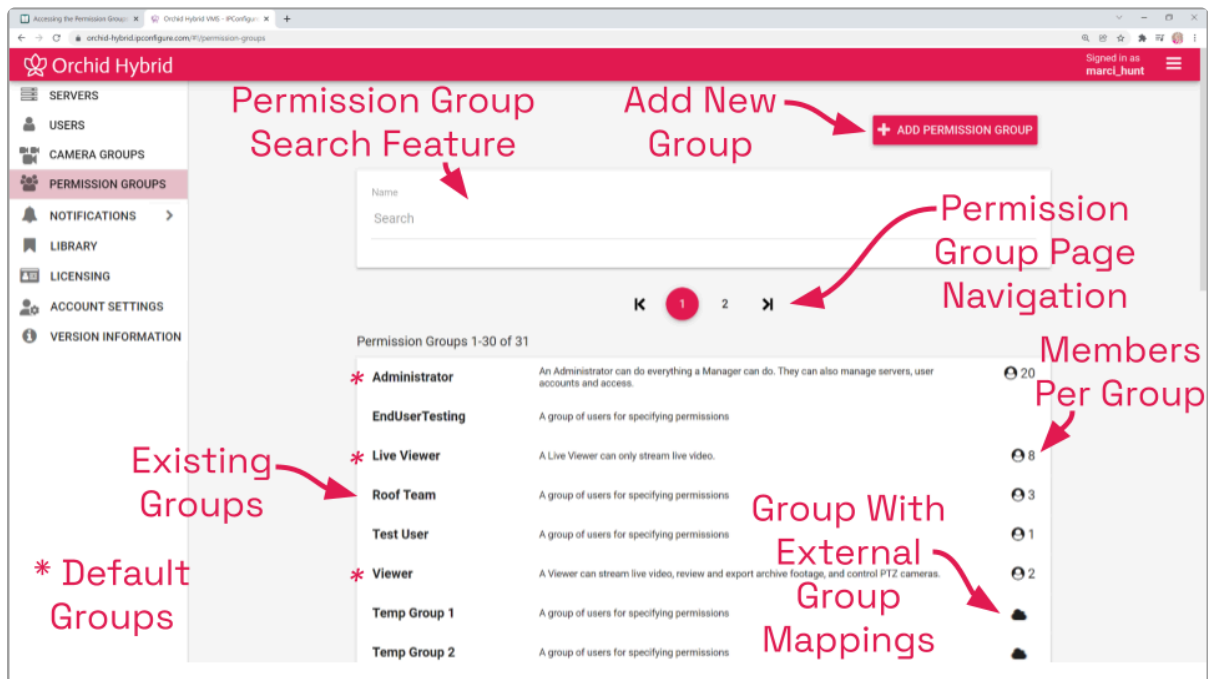 Accessing the Permission Group
Orchid Hybrid VMS - IPConfigur
orchid-hybrid.ipconfigure.com/#!/permission-groups
Orchid Hybrid
Signed in as
marci_hunt
SERVERS
USERS
CAMERA GROUPS
PERMISSION GROUPS
NOTIFICATIONS
LIBRARY
LICENSING
ACCOUNT SETTINGS
VERSION INFORMATION
Permission Group
Search Feature
Add New
Group
+ ADD PERMISSION GROUP
Name
Search
Permission
Group Page
Navigation
1 2
Permission Groups 1-30 of 31
Members
Per Group
* Administrator
An Administrator can do everything a Manager can do. They can also manage servers, user
accounts and access.
20
EndUserTesting
A group of users for specifying permissions
* Live Viewer
A Live Viewer can only stream live video.
8
Existing
Groups
Roof Team
A group of users for specifying permissions
3
Test User
A group of users for specifying permissions
1
* Viewer
A Viewer can stream live video, review and export archive footage, and control PTZ cameras.
2
Temp Group 1
A group of users for specifying permissions
Temp Group 2
A group of users for specifying permissions
Group With
External
Group
Mappings
* Default
Groups